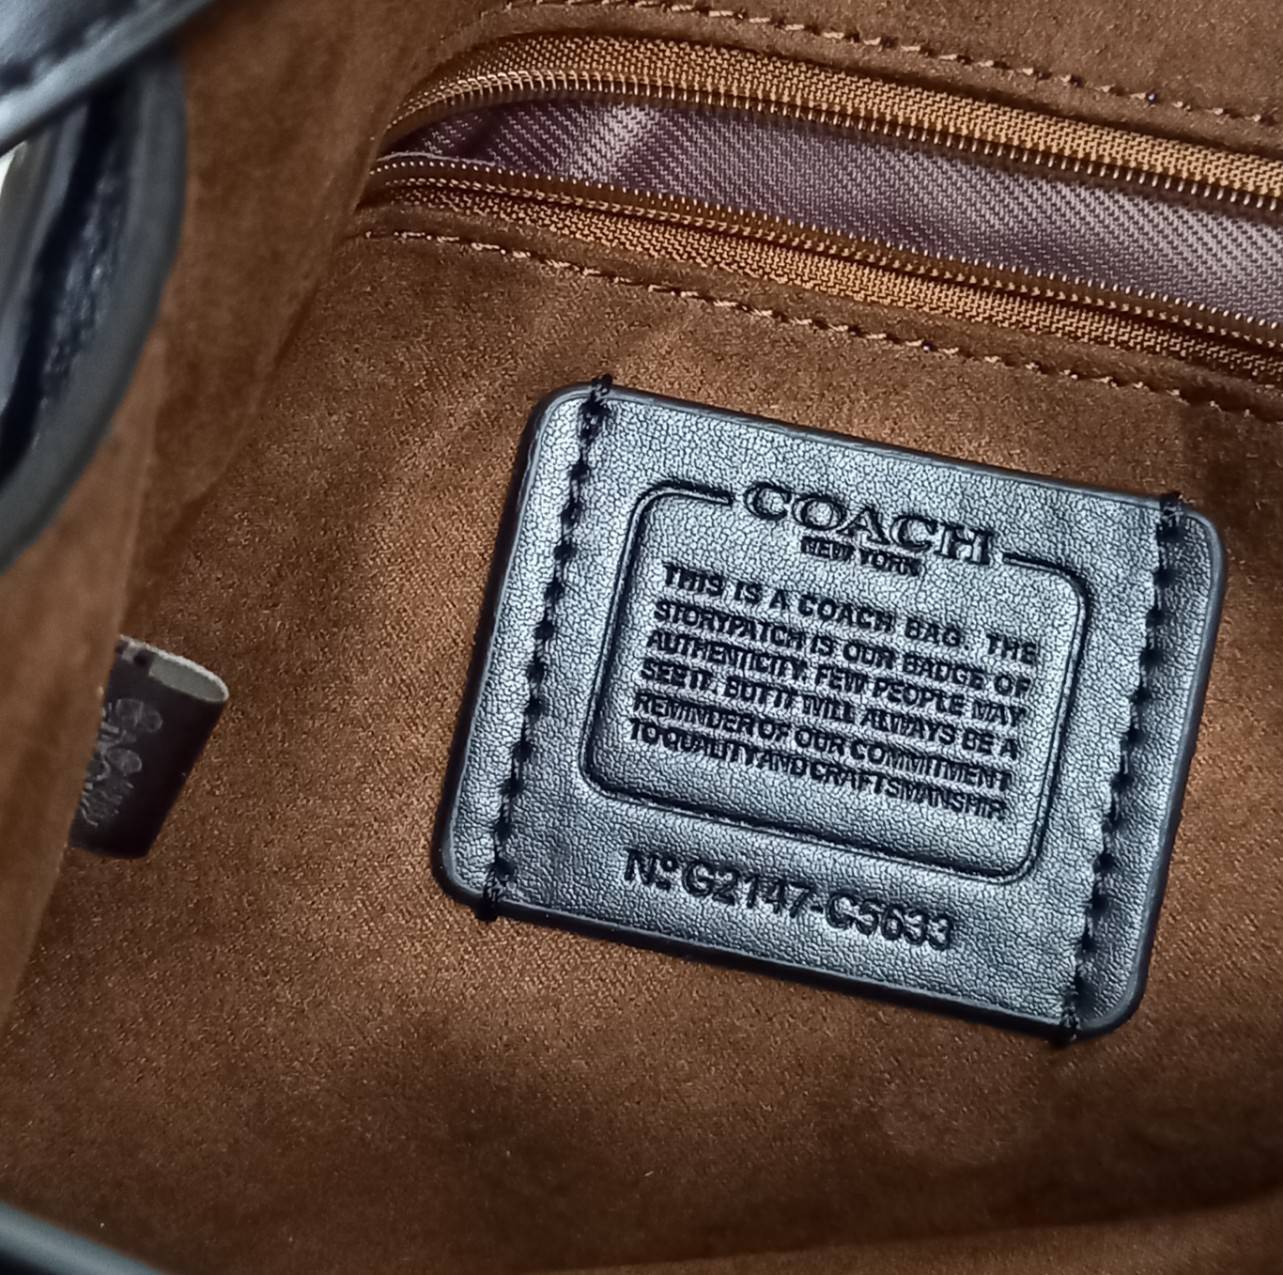 COACH
NEW YORK
THIS IS A COACH BAG. THE
STORYPATCH IS OUR BADGE OF
AUTHENTICITY. FEW PEOPLE MAY
SEE IT. BUT IT WILL ALWAYS BE A
REMINDER OF OUR COMMITMENT
TO QUALITY AND CRAFTSMANSHIP.
Nº G2147-C5633